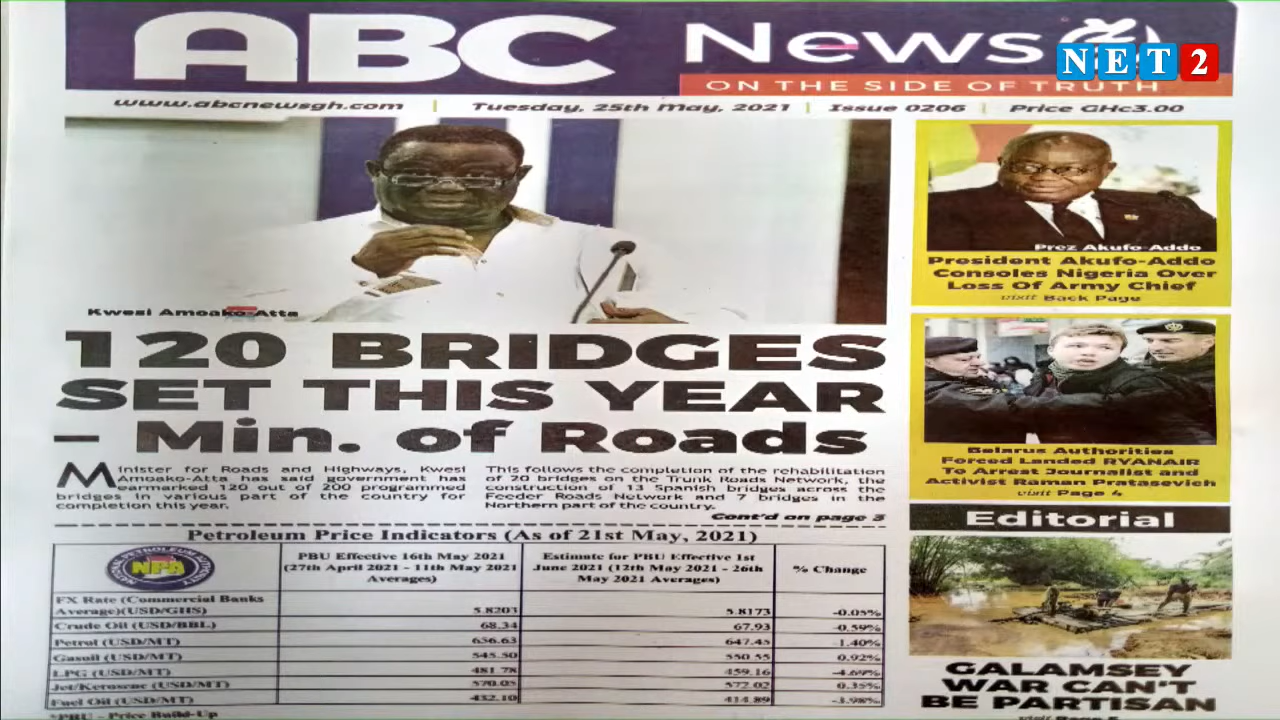 ABC News
NET2
ON THE SIDE OF TRUTH
www.abcnewsgh.com | Tuesday, 25th May, 2021 | Issue 0206 | Price GHc3.00
Kwesi Amoako-Atta
120 BRIDGES
SET THIS YEAR
– Min. of Roads
Minister for Roads and Highways, Kwesi
Amoako-Atta has said government has
earmarked 120 out of 200 programmed
bridges in various part of the country for
completion this year.
This follows the completion of the rehabilitation
of 20 bridges on the Trunk Roads Network, the
construction of 13 Spanish bridges across the
Feeder Roads Network and 7 bridges in the
Northern part of the country.
Cont'd on page 3
Prez Akufo-Addo
President Akufo-Addo
Consoles Nigeria Over
Loss Of Army Chief
visit Back Page
Belarus Authorities
Forced Landed RYANAIR
To Arrest Journalist and
Activist Raman Pratasevich
visit Page 4
Editorial
GALAMSEY
WAR CAN'T
BE PARTISAN
visit Page 5
Petroleum Price Indicators (As of 21st May, 2021)
NATIONAL PETROLEUM AUTHORITY
NPA
PBU Effective 16th May 2021
(27th April 2021 - 11th May 2021
Averages)
Estimate for PBU Effective 1st
June 2021 (12th May 2021 - 26th
May 2021 Averages)
% Change
FX Rate (Commercial Banks
Average)(USD/GHS) 5.8203 5.8173 -0.05%
Crude Oil (USD/BBL) 68.34 67.93 -0.59%
Petrol (USD/MT) 656.63 647.45 1.40%
Gasoil (USD/MT) 545.50 550.55 0.92%
LPG (USD/MT) 481.78 459.16 -4.69%
Jet/Kerosene (USD/MT) 570.05 572.02 0.35%
Fuel Oil (USD/MT) 432.10 414.89 -3.98%
*PBU - Price Build-Up